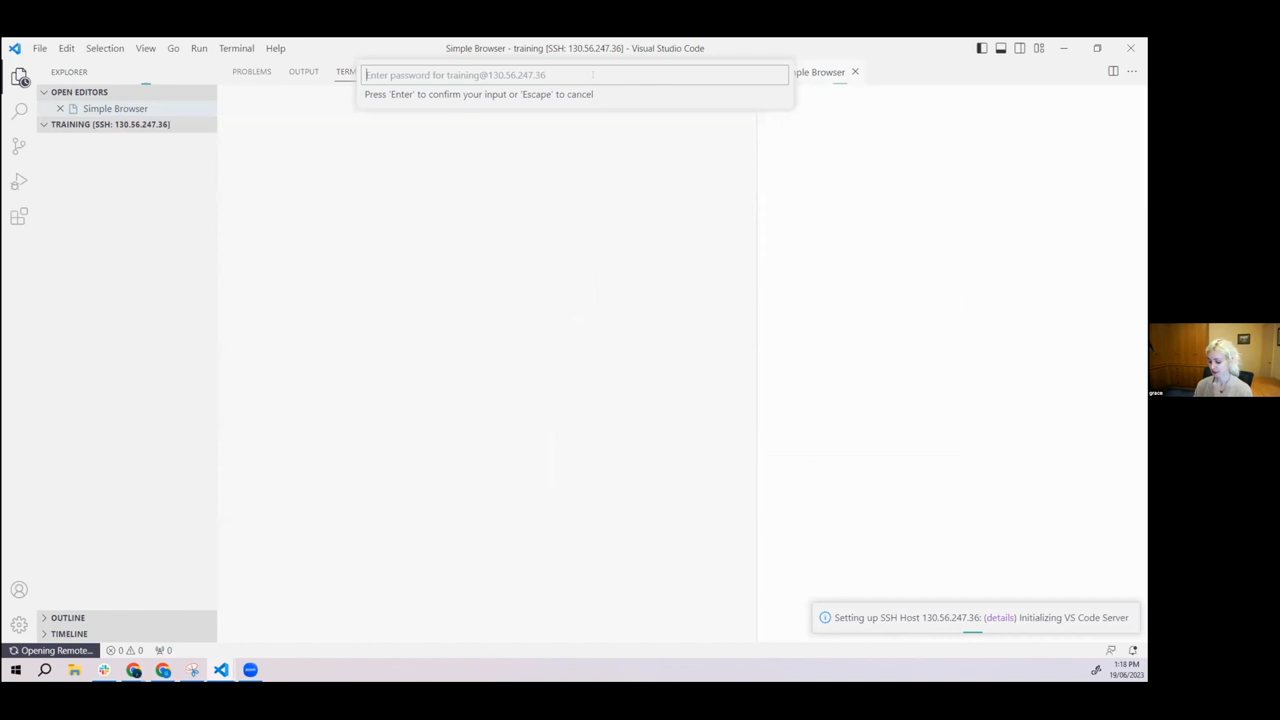 File Edit Selection View Go Run Terminal Help
Simple Browser - training [SSH: 130.56.247.36] - Visual Studio Code
EXPLORER
PROBLEMS OUTPUT TERM
Enter password for training@130.56.247.36
Press 'Enter' to confirm your input or 'Escape' to cancel
ple Browser
OPEN EDITORS
Simple Browser
TRAINING [SSH: 130.56.247.36]
grace
OUTLINE
TIMELINE
Setting up SSH Host 130.56.247.36: (details) Initializing VS Code Server
Opening Remote... 0 0 0
1:18 PM
19/06/2023